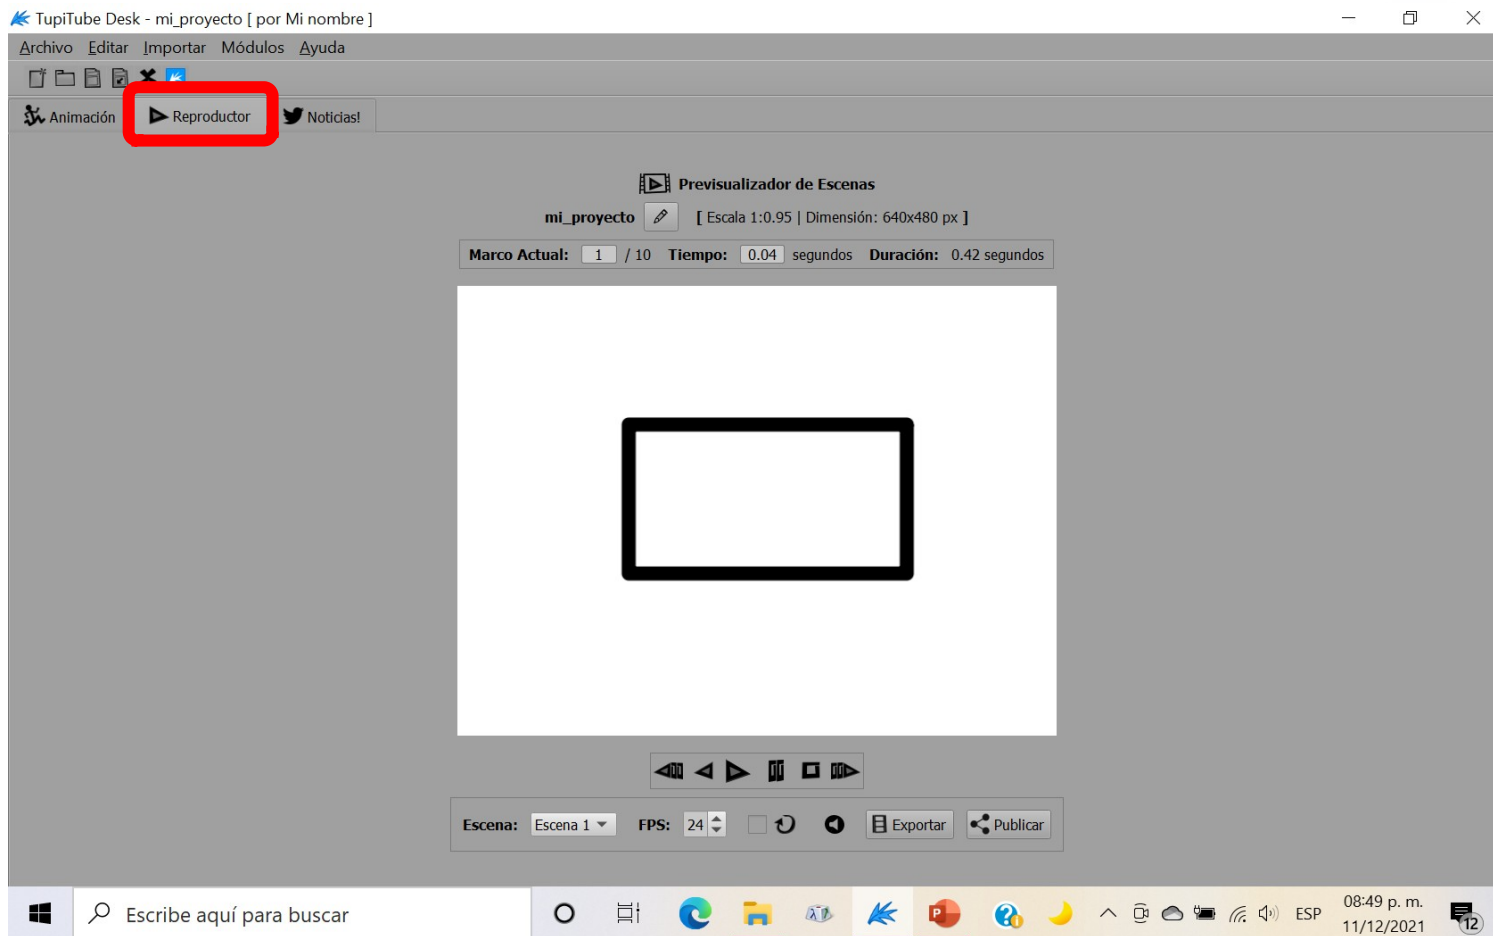 TupiTube Desk - mi_proyecto [ por Mi nombre ]
Archivo Editar Importar Módulos Ayuda
Animación Reproductor Noticias!
Previsualizador de Escenas
mi_proyecto [ Escala 1:0.95 | Dimensión: 640x480 px ]
Marco Actual: 1 / 10 Tiempo: 0.04 segundos Duración: 0.42 segundos
Escena: Escena 1 FPS: 24 Exportar Publicar
Escribe aquí para buscar
ESP
08:49 p. m.
11/12/2021
12